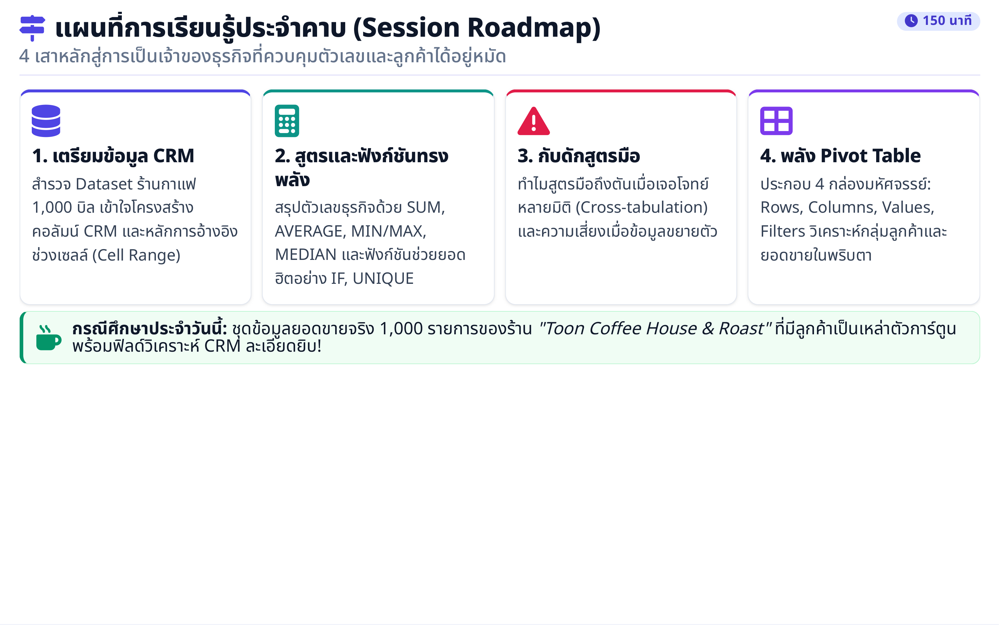 แผนที่การเรียนรู้ประจำคาบ (Session Roadmap)
150 นาที
4 เสาหลักสู่การเป็นเจ้าของธุรกิจที่ควบคุมตัวเลขและลูกค้าได้อยู่หมัด
1. เตรียมข้อมูล CRM
สำรวจ Dataset ร้านกาแฟ
1,000 บิล เข้าใจโครงสร้าง
คอลัมน์ CRM และหลักการอ้างอิง
ช่วงเซลล์ (Cell Range)
2. สูตรและฟังก์ชันทรง
พลัง
สรุปตัวเลขธุรกิจด้วย SUM,
AVERAGE, MIN/MAX,
MEDIAN และฟังก์ชันช่วยยอด
ฮิตอย่าง IF, UNIQUE
3. กับดักสูตรมือ
ทำไมสูตรมือถึงตันเมื่อเจอโจทย์
หลายมิติ (Cross-tabulation)
และความเสี่ยงเมื่อข้อมูลขยายตัว
4. พลัง Pivot Table
ประกอบ 4 กล่องมหัศจรรย์:
Rows, Columns, Values,
Filters วิเคราะห์กลุ่มลูกค้าและ
ยอดขายในพริบตา
กรณีศึกษาประจำวันนี้: ชุดข้อมูลยอดขายจริง 1,000 รายการของร้าน "Toon Coffee House & Roast" ที่มีลูกค้าเป็นเหล่าตัวการ์ตูน
พร้อมฟิลด์วิเคราะห์ CRM ละเอียดยิบ!